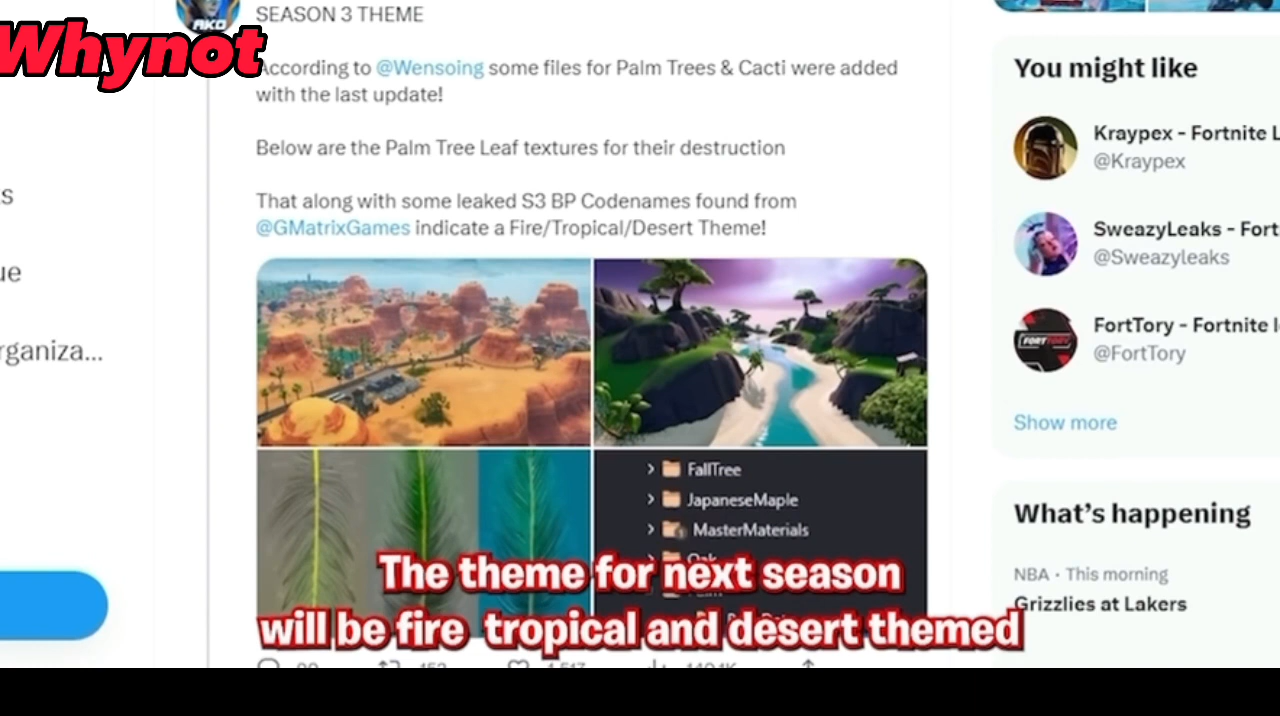 AKO
SEASON 3 THEME
Whynot
According to @Wensoing some files for Palm Trees & Cacti were added
with the last update!
Below are the Palm Tree Leaf textures for their destruction
That along with some leaked S3 BP Codenames found from
@GMatrixGames indicate a Fire/Tropical/Desert Theme!
rganiza...
FallTree
JapaneseMaple
MasterMaterials
Oak
The theme for next season
will be fire tropical and desert themed
You might like
Kraypex - Fortnite L
@Kraypex
SweazyLeaks - Fort
@Sweazyleaks
FortTory - Fortnite
@FortTory
FORTTORY
Show more
What's happening
NBA · This morning
Grizzlies at Lakers